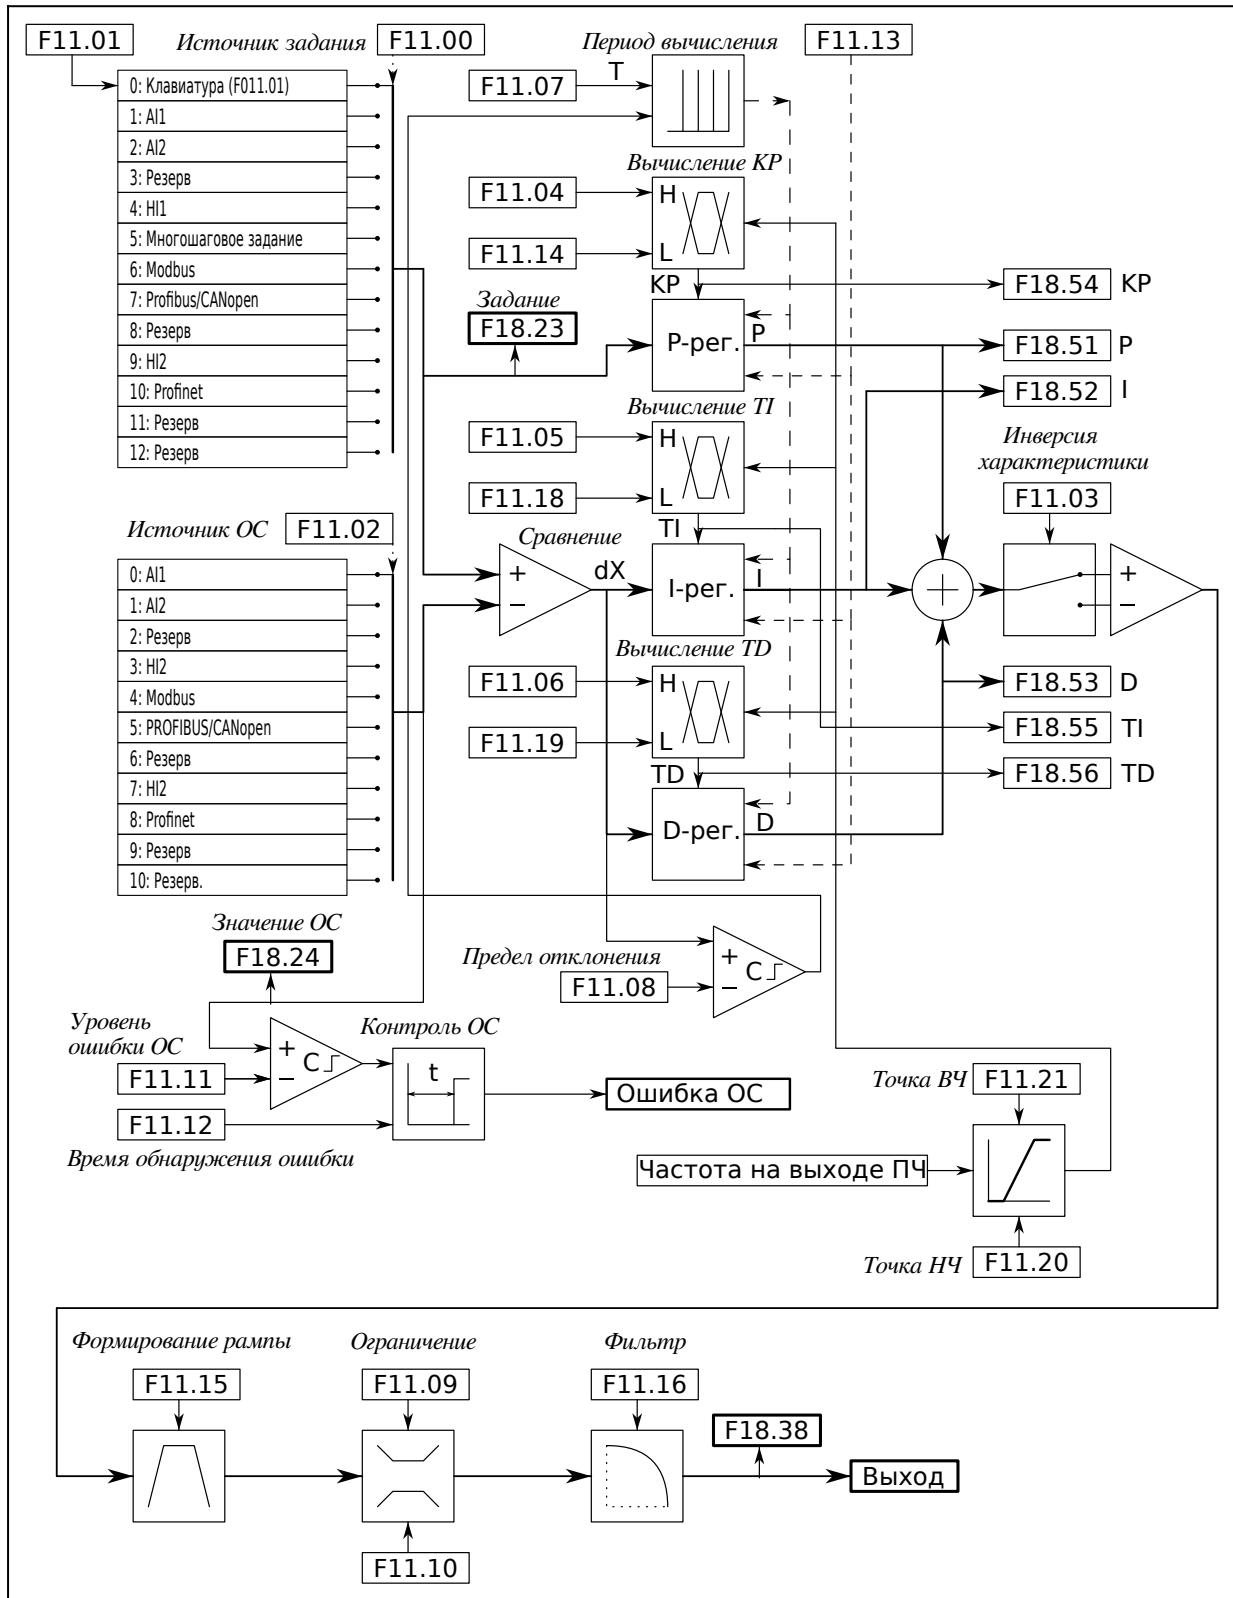 F11.01
Источник задания
F11.00
Период вычисления
F11.13
0: Клавиатура (F011.01)
1: AI1
2: AI2
3: Резерв
4: HI1
5: Многошаговое задание
6: Modbus
7: Profibus/CANopen
8: Резерв
9: HI2
10: Profinet
11: Резерв
12: Резерв
F11.07
T
Вычисление KP
F11.04
H
F11.14
L
KP
F18.54
KP
Задание
F18.23
P-рег.
P
F18.51
P
F18.52
I
Вычисление TI
F11.05
H
F11.18
L
TI
Инверсия
характеристики
F11.03
Источник ОС
F11.02
0: AI1
1: AI2
2: Резерв
3: HI2
4: Modbus
5: PROFIBUS/CANopen
6: Резерв
7: HI2
8: Profinet
9: Резерв
10: Резерв.
Сравнение
+
−
dX
I-рег.
I
+
−
Вычисление TD
F11.06
H
F11.19
L
TD
F18.53
D
F18.55
TI
F18.56
TD
D-рег.
D
Значение ОС
F18.24
Предел отклонения
F11.08
+
−
C
Уровень
ошибки ОС
F11.11
+
−
C
Контроль ОС
t
F11.12
Время обнаружения ошибки
Ошибка ОС
Точка ВЧ
F11.21
Частота на выходе ПЧ
Точка НЧ
F11.20
Формирование рампы
Ограничение
Фильтр
F11.15
F11.09
F11.16
F18.38
Выход
F11.10